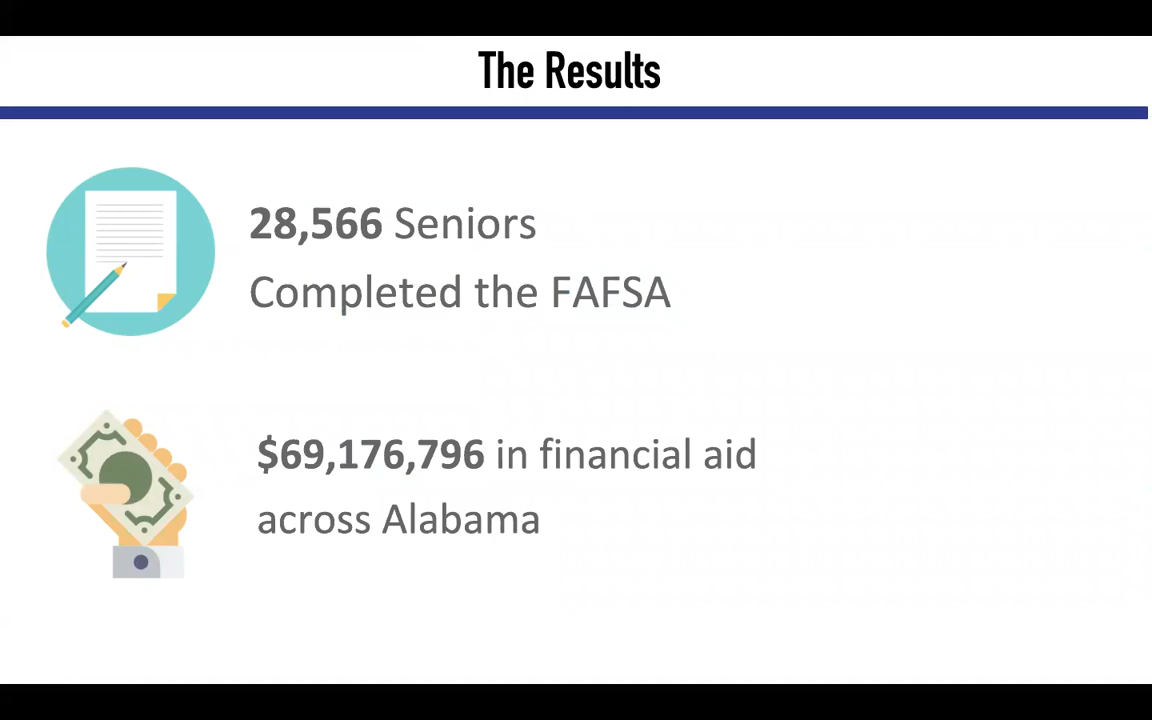 The Results
28,566 Seniors
Completed the FAFSA
$69,176,796 in financial aid
across Alabama